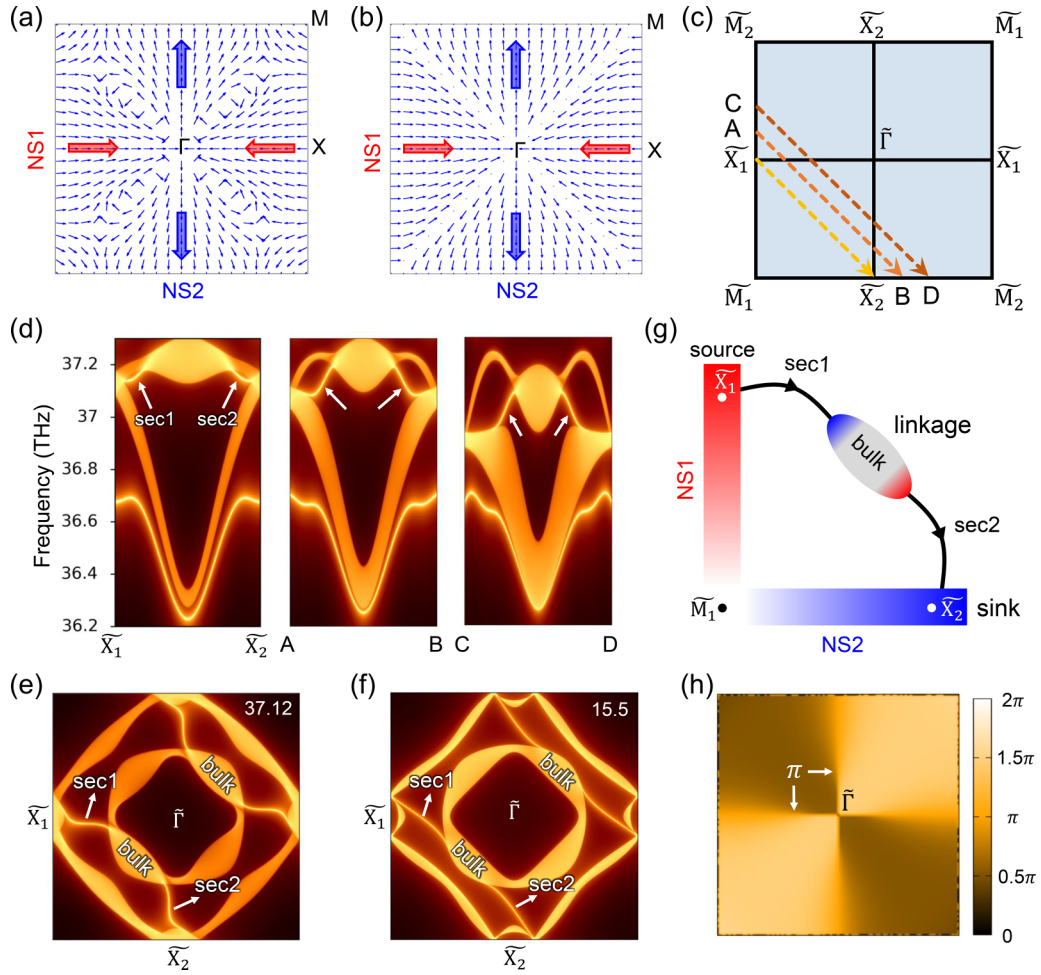 (a)
M
NS1
Γ
X
NS2
(b)
M
Γ
X
NS2
(c)
M̃₂
X̃₂
M̃₁
C
A
X̃₁
Γ̃
X̃₁
M̃₁
X̃₂
B
D
M̃₂
(d)
Frequency (THz)
37.2
37
36.8
36.6
36.4
36.2
sec1
sec2
X̃₁
X̃₂
A
B
C
D
(g)
source
X̃₁
NS1
sec1
bulk
linkage
sec2
M̃₁
X̃₂
sink
NS2
(e)
37.12
sec1
bulk
X̃₁
Γ̃
bulk
sec2
X̃₂
(f)
15.5
sec1
bulk
X̃₁
Γ̃
bulk
sec2
X̃₂
(h)
π
Γ̃
2π
1.5π
π
0.5π
0